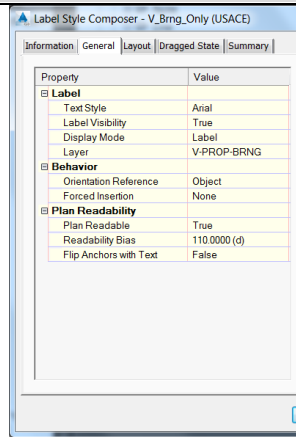 Label Style Composer - V_Brng_Only (USACE)
Information General Layout Dragged State Summary
Property Value
Label
Text Style Arial
Label Visibility True
Display Mode Label
Layer V-PROP-BRNG
Behavior
Orientation Reference Object
Forced Insertion None
Plan Readability
Plan Readable True
Readability Bias 110.0000 (d)
Flip Anchors with Text False